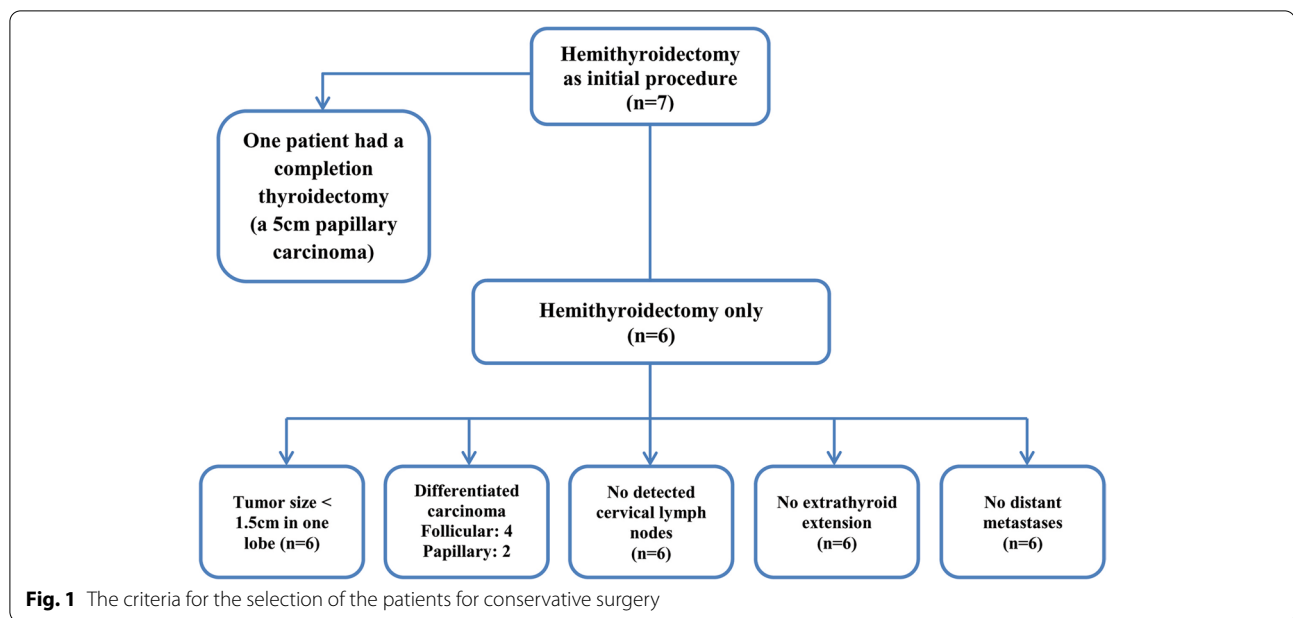 Hemithyroidectomy
as initial procedure
(n=7)
One patient had a
completion
thyroidectomy
(a 5cm papillary
carcinoma)
Hemithyroidectomy only
(n=6)
Tumor size <
1.5cm in one
lobe (n=6)
Differentiated
carcinoma
Follicular: 4
Papillary: 2
No detected
cervical lymph
nodes
(n=6)
No extrathyroid
extension
(n=6)
No distant
metastases
(n=6)
Fig. 1 The criteria for the selection of the patients for conservative surgery